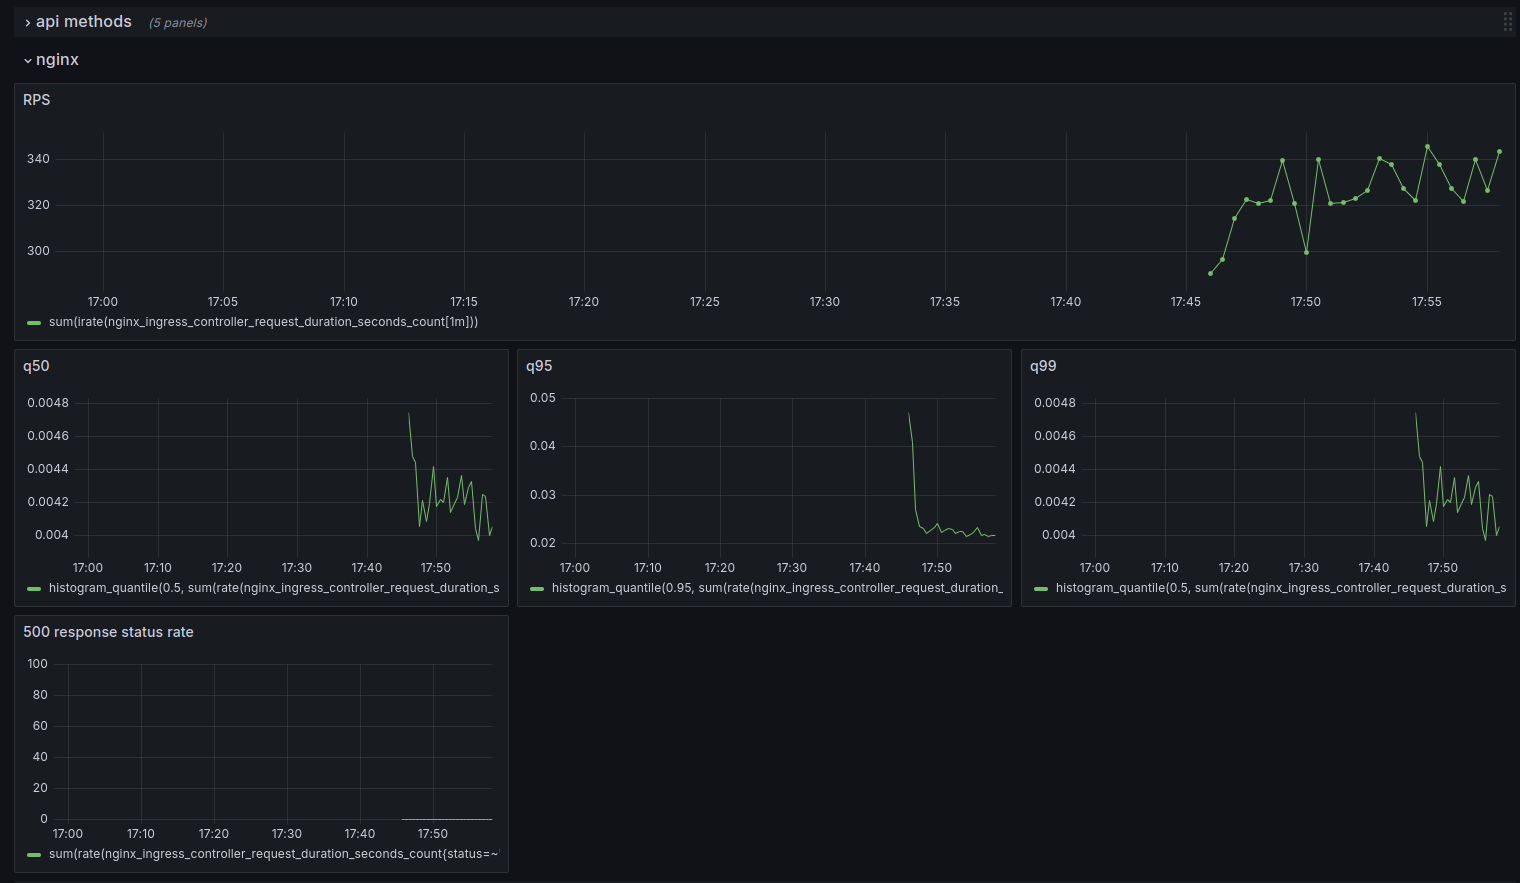 api methods (5 panels)
nginx
RPS
340
320
300
17:00 17:05 17:10 17:15 17:20 17:25 17:30 17:35 17:40 17:45 17:50 17:55
sum(irate(nginx_ingress_controller_request_duration_seconds_count[1m]))
q50
0.0048
0.0046
0.0044
0.0042
0.004
17:00 17:10 17:20 17:30 17:40 17:50
histogram_quantile(0.5, sum(rate(nginx_ingress_controller_request_duration_s
q95
0.05
0.04
0.03
0.02
17:00 17:10 17:20 17:30 17:40 17:50
histogram_quantile(0.95, sum(rate(nginx_ingress_controller_request_duration_
q99
0.0048
0.0046
0.0044
0.0042
0.004
17:00 17:10 17:20 17:30 17:40 17:50
histogram_quantile(0.5, sum(rate(nginx_ingress_controller_request_duration_s
500 response status rate
100
80
60
40
20
0
17:00 17:10 17:20 17:30 17:40 17:50
sum(rate(nginx_ingress_controller_request_duration_seconds_count{status=~